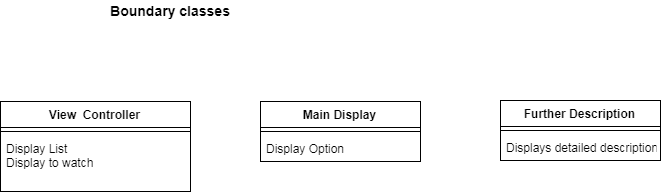 Boundary classes
View Controller
Display List
Display to watch
Main Display
Display Option
Further Description
Displays detailed description